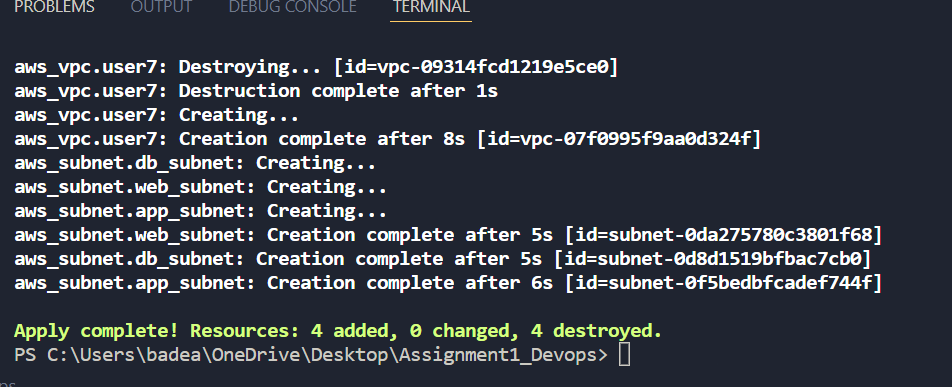 PROBLEMS OUTPUT DEBUG CONSOLE TERMINAL
aws_vpc.user7: Destroying... [id=vpc-09314fcd1219e5ce0]
aws_vpc.user7: Destruction complete after 1s
aws_vpc.user7: Creating...
aws_vpc.user7: Creation complete after 8s [id=vpc-07f0995f9aa0d324f]
aws_subnet.db_subnet: Creating...
aws_subnet.web_subnet: Creating...
aws_subnet.app_subnet: Creating...
aws_subnet.web_subnet: Creation complete after 5s [id=subnet-0da275780c3801f68]
aws_subnet.db_subnet: Creation complete after 5s [id=subnet-0d8d1519bfbac7cb0]
aws_subnet.app_subnet: Creation complete after 6s [id=subnet-0f5bedbfcadef744f]
Apply complete! Resources: 4 added, 0 changed, 4 destroyed.
PS C:\Users\badea\OneDrive\Desktop\Assignment1_Devops>